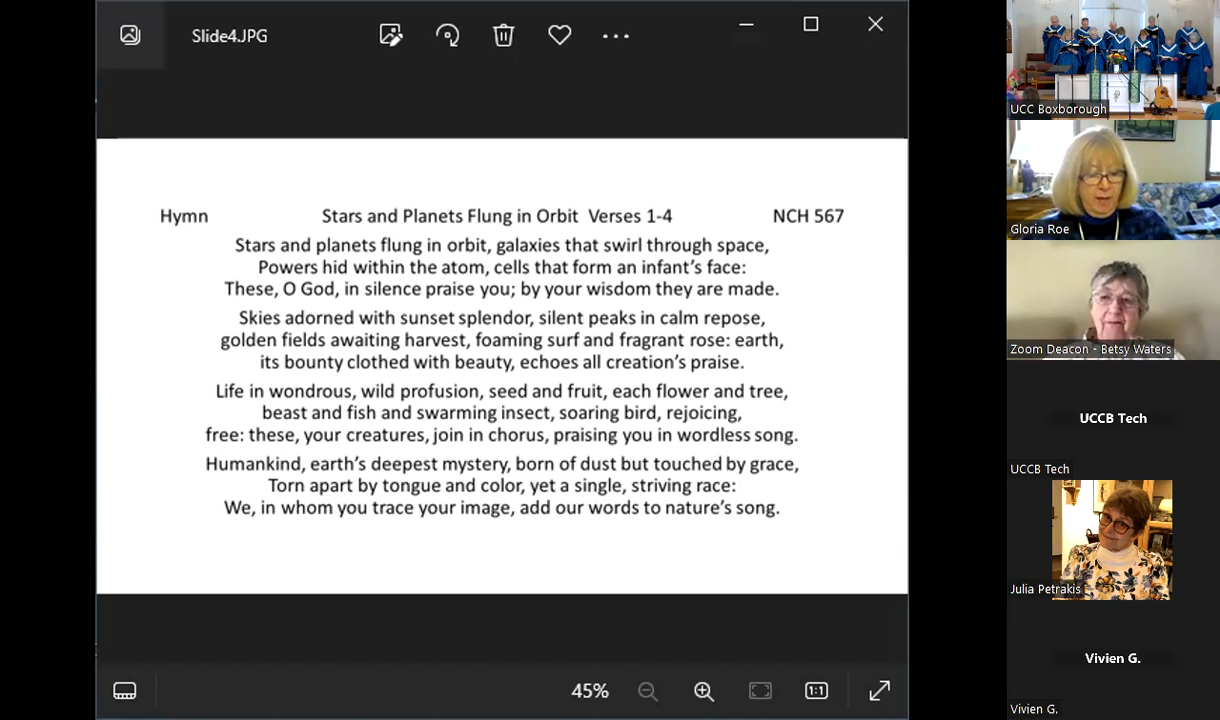 Slide4.JPG
Hymn Stars and Planets Flung in Orbit Verses 1-4 NCH 567
Stars and planets flung in orbit, galaxies that swirl through space,
Powers hid within the atom, cells that form an infant's face:
These, O God, in silence praise you; by your wisdom they are made.
Skies adorned with sunset splendor, silent peaks in calm repose,
golden fields awaiting harvest, foaming surf and fragrant rose: earth,
its bounty clothed with beauty, echoes all creation's praise.
Life in wondrous, wild profusion, seed and fruit, each flower and tree,
beast and fish and swarming insect, soaring bird, rejoicing,
free: these, your creatures, join in chorus, praising you in wordless song.
Humankind, earth's deepest mystery, born of dust but touched by grace,
Torn apart by tongue and color, yet a single, striving race:
We, in whom you trace your image, add our words to nature's song.
45%
1:1
UCC Boxborough
Gloria Roe
Zoom Deacon - Betsy Waters
UCCB Tech
UCCB Tech
Julia Petrakis
Vivien G.
Vivien G.